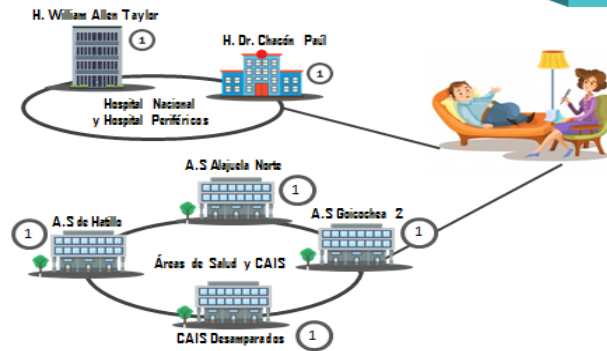 H. William Allen Taylor
1
H. Dr. Chacón Paúl
1
Hospital Nacional
y Hospital Periféricos
A.S Alajuela Norte
1
A.S de Hatillo
1
A.S Goicochea 2
1
Áreas de Salud y CAIS
CAIS Desamparados
1